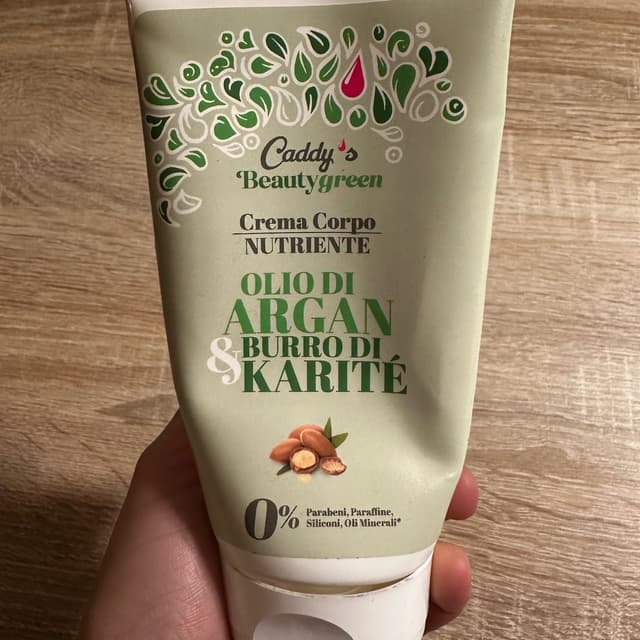 Caddy's
Beautygreen
Crema Corpo
NUTRIENTE
OLIO DI
ARGAN
& BURRO DI
KARITÉ
0% Parabeni, Paraffine,
Siliconi, Oli Minerali*